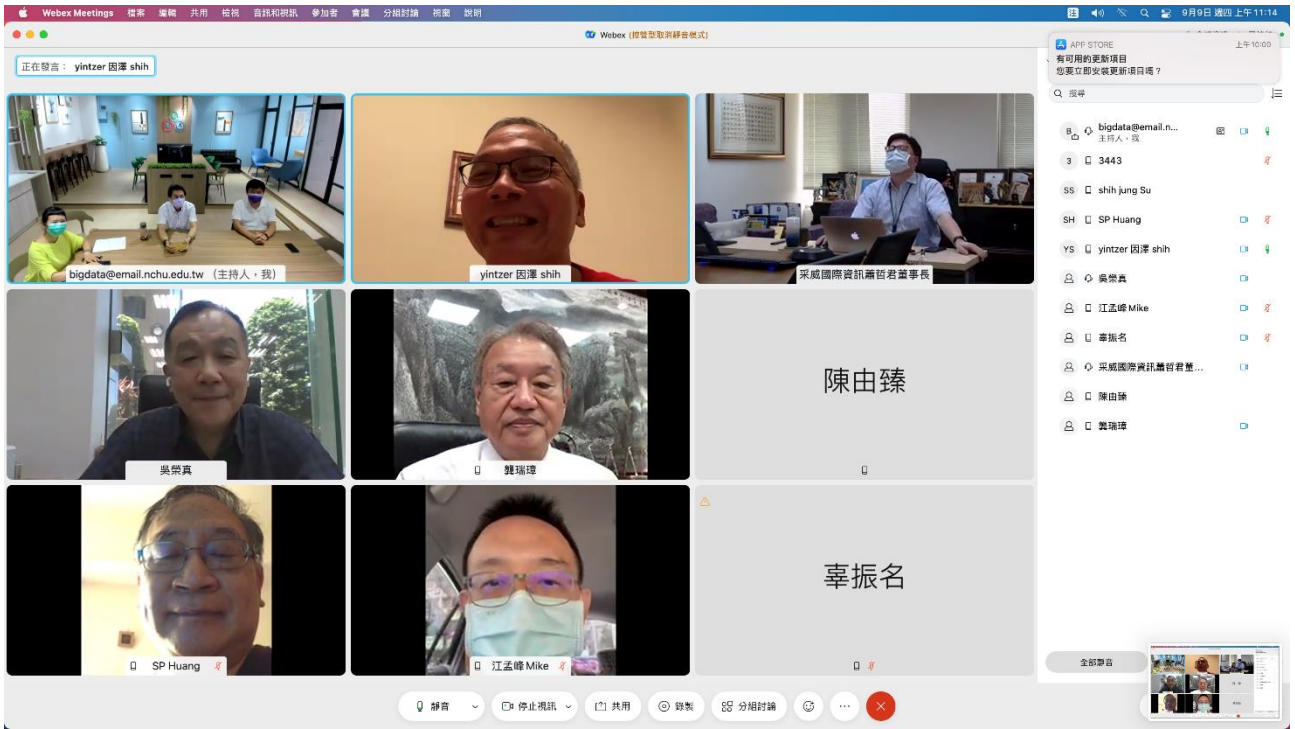 Webex Meetings 檔案 編輯 共用 檢視 音訊和視訊 參加者 會議 分組討論 視窗 說明
注 9月9日 週四 上午11:14
Webex (控管型取消靜音模式)
APP STORE 上午10:00
有可用的更新項目
您要立即安裝更新項目嗎？
正在發言： yintzer 因澤 shih
搜尋
bigdata@email.nchu.edu.tw （主持人，我）
yintzer 因澤 shih
采威國際資訊蕭哲君董事長
吳榮真
龔瑞璋
陳由臻
SP Huang
江孟峰 Mike
辜振名
B bigdata@email.n...
主持人，我
3 3443
SS shih jung Su
SH SP Huang
YS yintzer 因澤 shih
吳榮真
江孟峰 Mike
辜振名
采威國際資訊蕭哲君董...
陳由臻
龔瑞璋
全部靜音
靜音 停止視訊 共用 錄製 分組討論